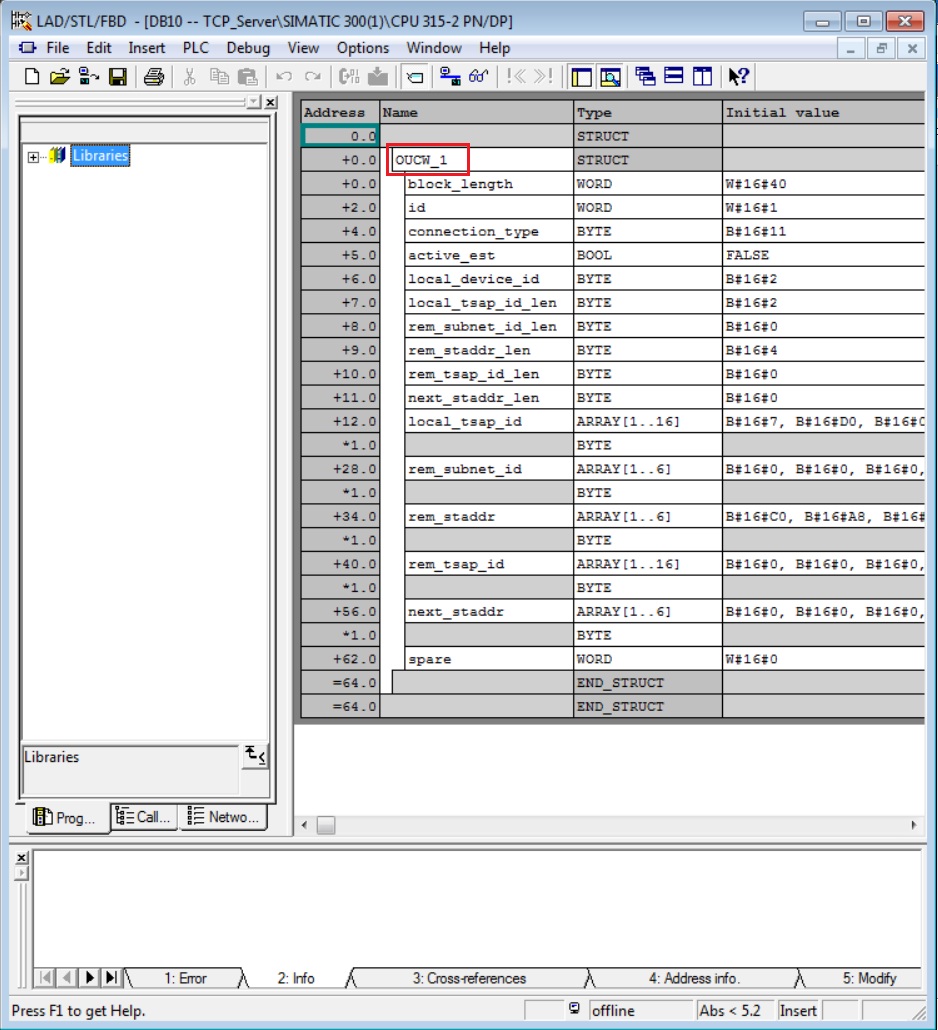 LAD/STL/FBD - [DB10 -- TCP_Server\SIMATIC 300(1)\CPU 315-2 PN/DP]
File Edit Insert PLC Debug View Options Window Help
Address Name Type Initial value
0.0 STRUCT
+0.0 OUCW_1 STRUCT
+0.0 block_length WORD W#16#40
+2.0 id WORD W#16#1
+4.0 connection_type BYTE B#16#11
+5.0 active_est BOOL FALSE
+6.0 local_device_id BYTE B#16#2
+7.0 local_tsap_id_len BYTE B#16#2
+8.0 rem_subnet_id_len BYTE B#16#0
+9.0 rem_staddr_len BYTE B#16#4
+10.0 rem_tsap_id_len BYTE B#16#0
+11.0 next_staddr_len BYTE B#16#0
+12.0 local_tsap_id ARRAY[1..16] B#16#7, B#16#D0, B#16#0
*1.0 BYTE
+28.0 rem_subnet_id ARRAY[1..6] B#16#0, B#16#0, B#16#0,
*1.0 BYTE
+34.0 rem_staddr ARRAY[1..6] B#16#C0, B#16#A8, B#16#
*1.0 BYTE
+40.0 rem_tsap_id ARRAY[1..16] B#16#0, B#16#0, B#16#0,
*1.0 BYTE
+56.0 next_staddr ARRAY[1..6] B#16#0, B#16#0, B#16#0,
*1.0 BYTE
+62.0 spare WORD W#16#0
=64.0 END_STRUCT
=64.0 END_STRUCT
Libraries
Libraries
Prog... Call... Netwo...
1: Error 2: Info 3: Cross-references 4: Address info. 5: Modify
Press F1 to get Help. offline Abs < 5.2 Insert